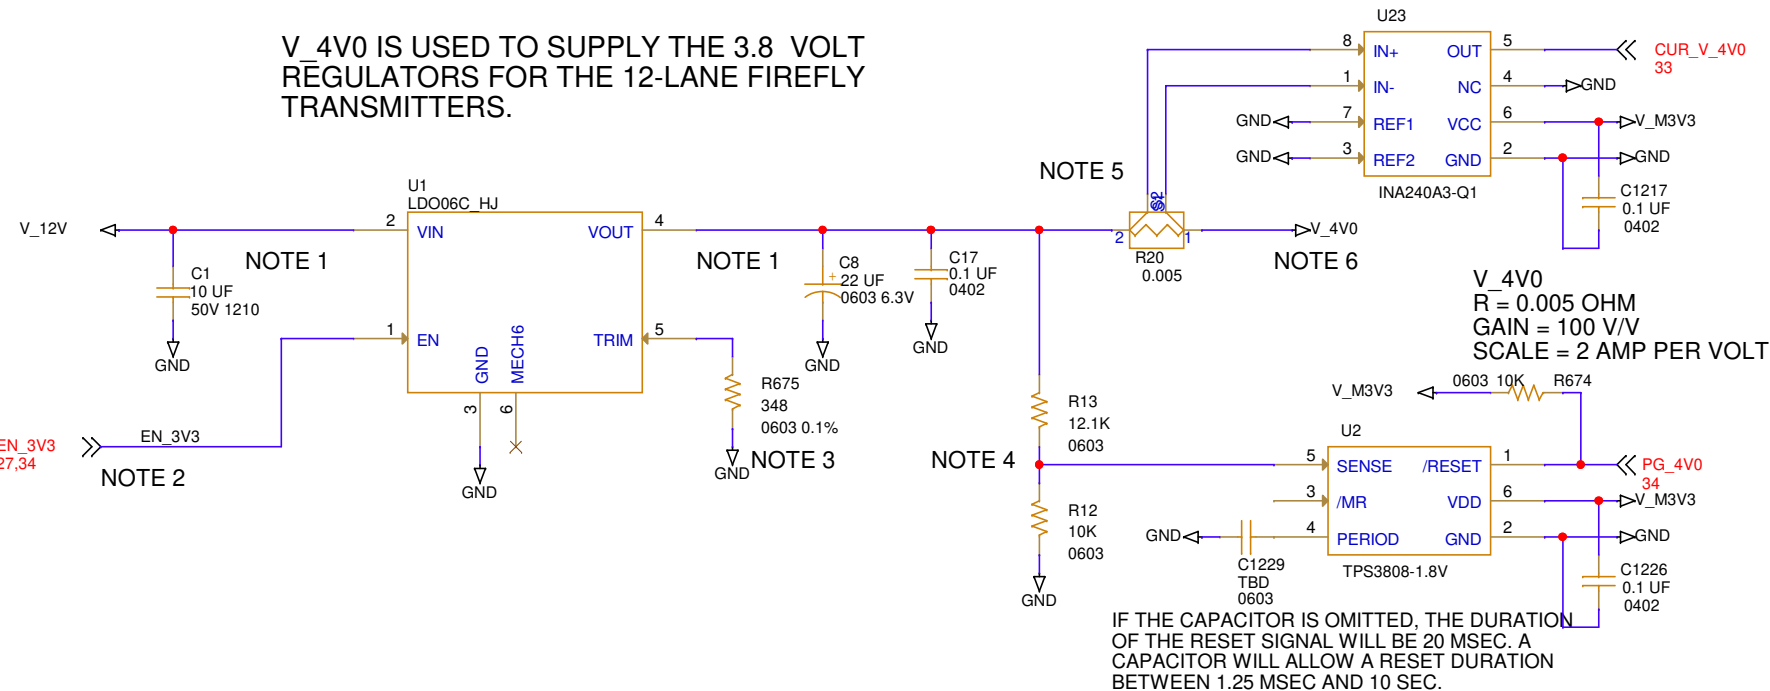 V_4V0 IS USED TO SUPPLY THE 3.8 VOLT
REGULATORS FOR THE 12-LANE FIREFLY
TRANSMITTERS.
U23
8
IN+
OUT
5
CUR_V_4V0
33
1
IN-
NC
4
GND
GND
7
REF1
VCC
6
V_M3V3
GND
3
REF2
GND
2
GND
INA240A3-Q1
C1217
0.1 UF
0402
NOTE 5
U1
LDO06C_HJ
V_12V
2
VIN
VOUT
4
NOTE 1
NOTE 1
C1
10 UF
50V 1210
GND
1
EN
GND
MECH6
TRIM
5
3
6
GND
EN_3V3
27,34
EN_3V3
NOTE 2
R675
348
0603 0.1%
GND
NOTE 3
C8
+
22 UF
0603 6.3V
GND
C17
0.1 UF
0402
GND
2
1
V_4V0
R20
0.005
NOTE 6
V_4V0
R = 0.005 OHM
GAIN = 100 V/V
SCALE = 2 AMP PER VOLT
V_M3V3
0603 10K R674
R13
12.1K
0603
NOTE 4
R12
10K
0603
GND
U2
5
SENSE
/RESET
1
PG_4V0
34
3
/MR
VDD
6
V_M3V3
GND
4
PERIOD
GND
2
GND
C1229
TBD
0603
TPS3808-1.8V
C1226
0.1 UF
0402
IF THE CAPACITOR IS OMITTED, THE DURATION
OF THE RESET SIGNAL WILL BE 20 MSEC. A
CAPACITOR WILL ALLOW A RESET DURATION
BETWEEN 1.25 MSEC AND 10 SEC.